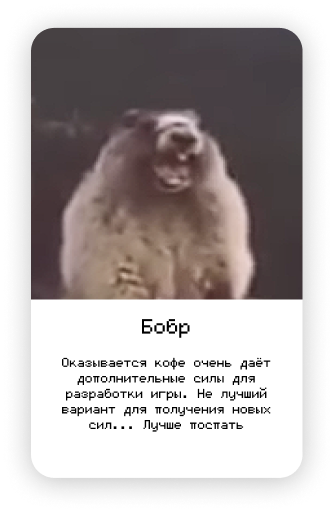 Бобр
Оказывается кофе очень даёт
дополнительные силы для
разработки игры. Не лучший
вариант для получения новых
сил... Лучше поспать